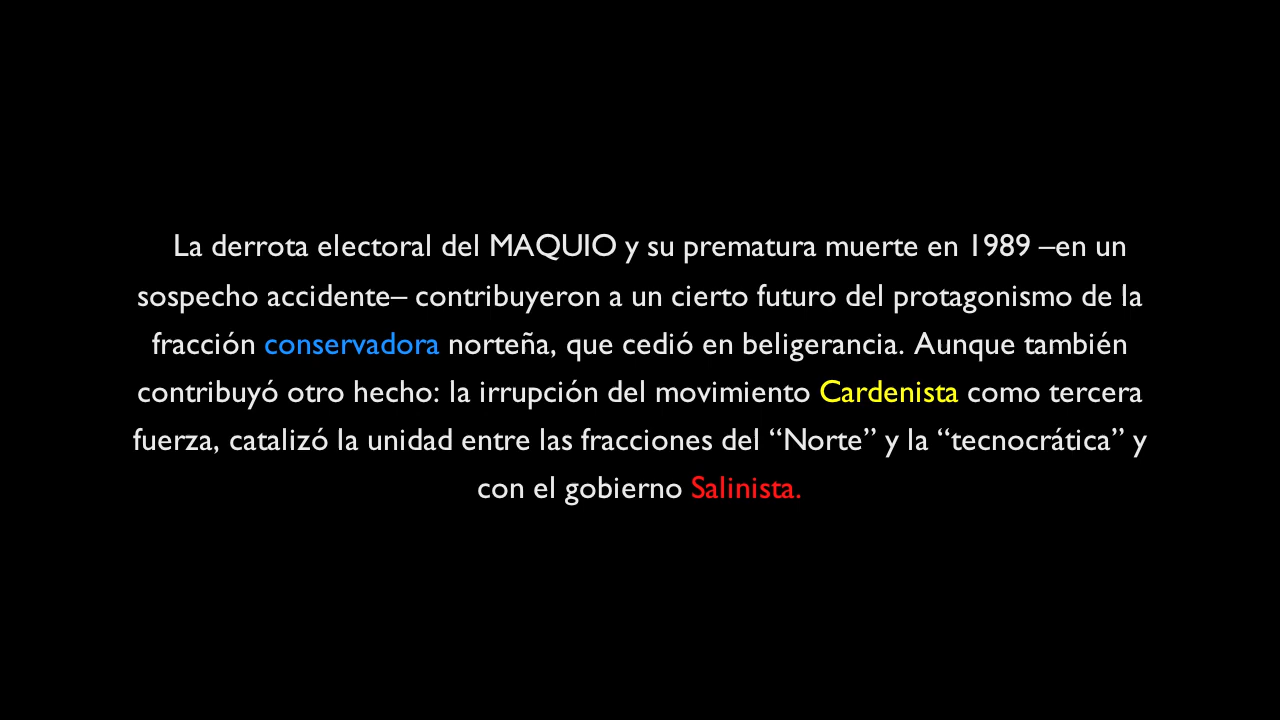 La derrota electoral del MAQUIO y su prematura muerte en 1989 –en un
sospecho accidente– contribuyeron a un cierto futuro del protagonismo de la
fracción conservadora norteña, que cedió en beligerancia. Aunque también
contribuyó otro hecho: la irrupción del movimiento Cardenista como tercera
fuerza, catalizó la unidad entre las fracciones del “Norte” y la “tecnocrática” y
con el gobierno Salinista.